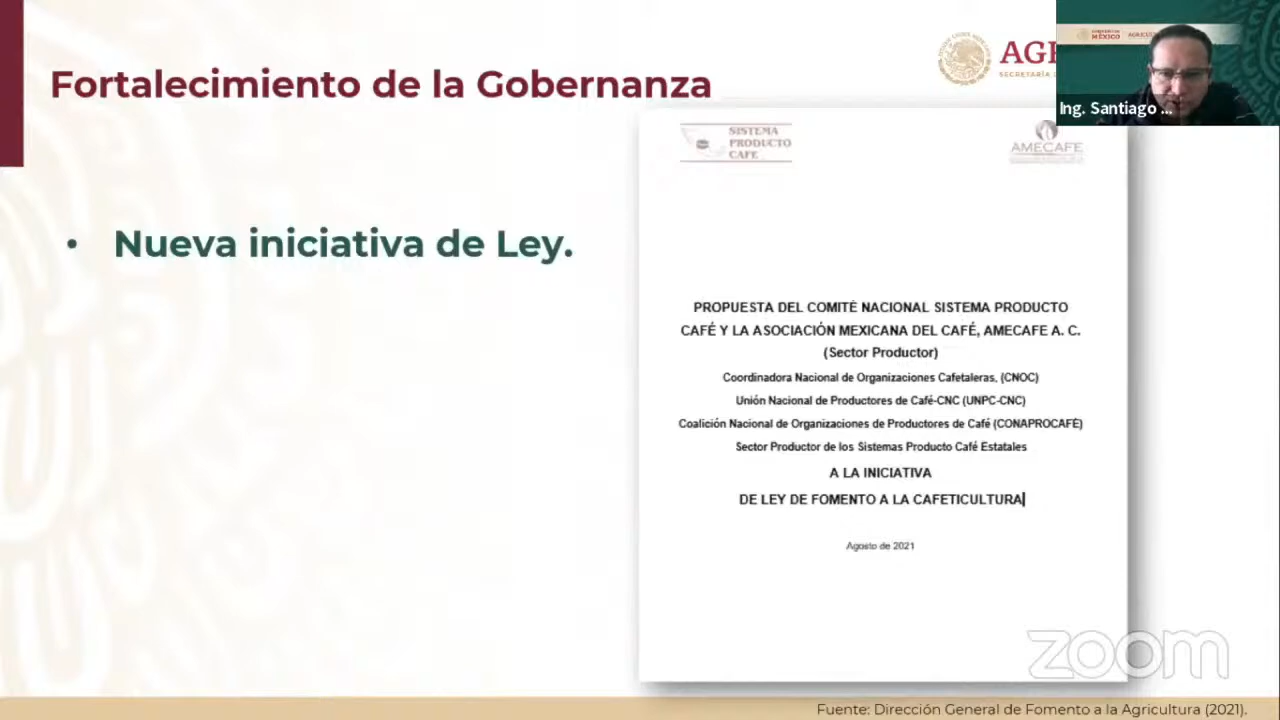 Fortalecimiento de la Gobernanza
GOBIERNO DE
MÉXICO
Ing. Santiago ...
SISTEMA
PRODUCTO
CAFE
AMECAFE
• Nueva iniciativa de Ley.
PROPUESTA DEL COMITÉ NACIONAL SISTEMA PRODUCTO
CAFÉ Y LA ASOCIACIÓN MEXICANA DEL CAFÉ, AMECAFE A. C.
(Sector Productor)
Coordinadora Nacional de Organizaciones Cafetaleras, (CNOC)
Unión Nacional de Productores de Café-CNC (UNPC-CNC)
Coalición Nacional de Organizaciones de Productores de Café (CONAPROCAFÉ)
Sector Productor de los Sistemas Producto Café Estatales
A LA INICIATIVA
DE LEY DE FOMENTO A LA CAFETICULTURA
Agosto de 2021
zoom
Fuente: Dirección General de Fomento a la Agricultura (2021).